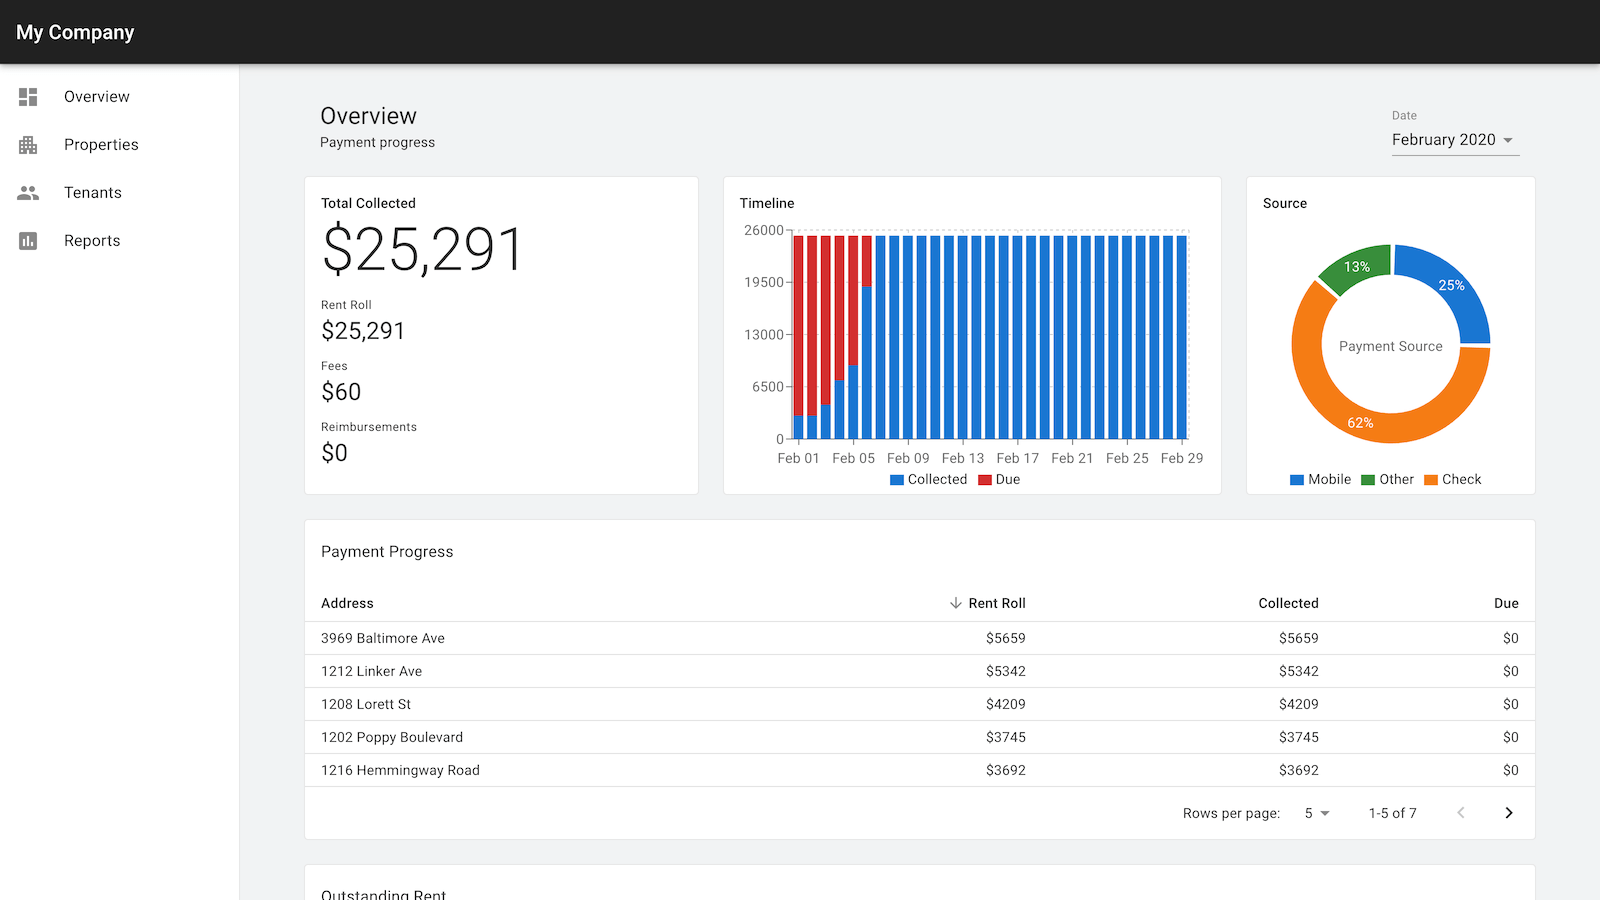 My Company
Overview
Properties
Tenants
Reports
Overview
Payment progress
Date
February 2020
Total Collected
$25,291
Rent Roll
$25,291
Fees
$60
Reimbursements
$0
Timeline
26000
19500
13000
6500
0
Feb 01 Feb 05 Feb 09 Feb 13 Feb 17 Feb 21 Feb 25 Feb 29
Collected Due
Source
13%
25%
Payment Source
62%
Mobile Other Check
Payment Progress
Address Rent Roll Collected Due
3969 Baltimore Ave $5659 $5659 $0
1212 Linker Ave $5342 $5342 $0
1208 Lorett St $4209 $4209 $0
1202 Poppy Boulevard $3745 $3745 $0
1216 Hemmingway Road $3692 $3692 $0
Rows per page: 5 1-5 of 7
Outstanding Rent